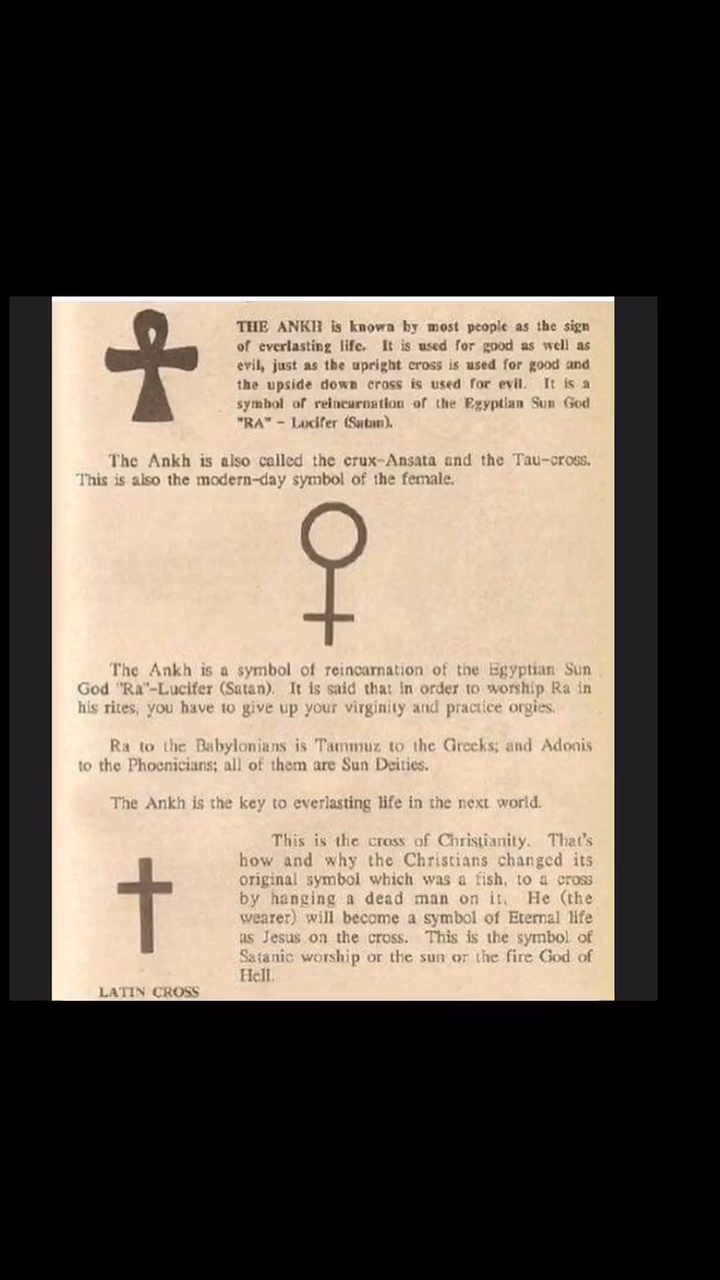 THE ANKH is known by most people as the sign
of everlasting life. It is used for good as well as
evil, just as the upright cross is used for good and
the upside down cross is used for evil. It is a
symbol of reincarnation of the Egyptian Sun God
"RA" - Lucifer (Satan).
The Ankh is also called the crux-Ansata and the Tau-cross.
This is also the modern-day symbol of the female.
The Ankh is a symbol of reincarnation of the Egyptian Sun
God "Ra"-Lucifer (Satan). It is said that in order to worship Ra in
his rites, you have to give up your virginity and practice orgies.
Ra to the Babylonians is Tammuz to the Greeks; and Adonis
to the Phoenicians; all of them are Sun Deities.
The Ankh is the key to everlasting life in the next world.
This is the cross of Christianity. That's
how and why the Christians changed its
original symbol which was a fish, to a cross
by hanging a dead man on it. He (the
wearer) will become a symbol of Eternal life
as Jesus on the cross. This is the symbol of
Satanic worship or the sun or the fire God of
Hell.
LATIN CROSS